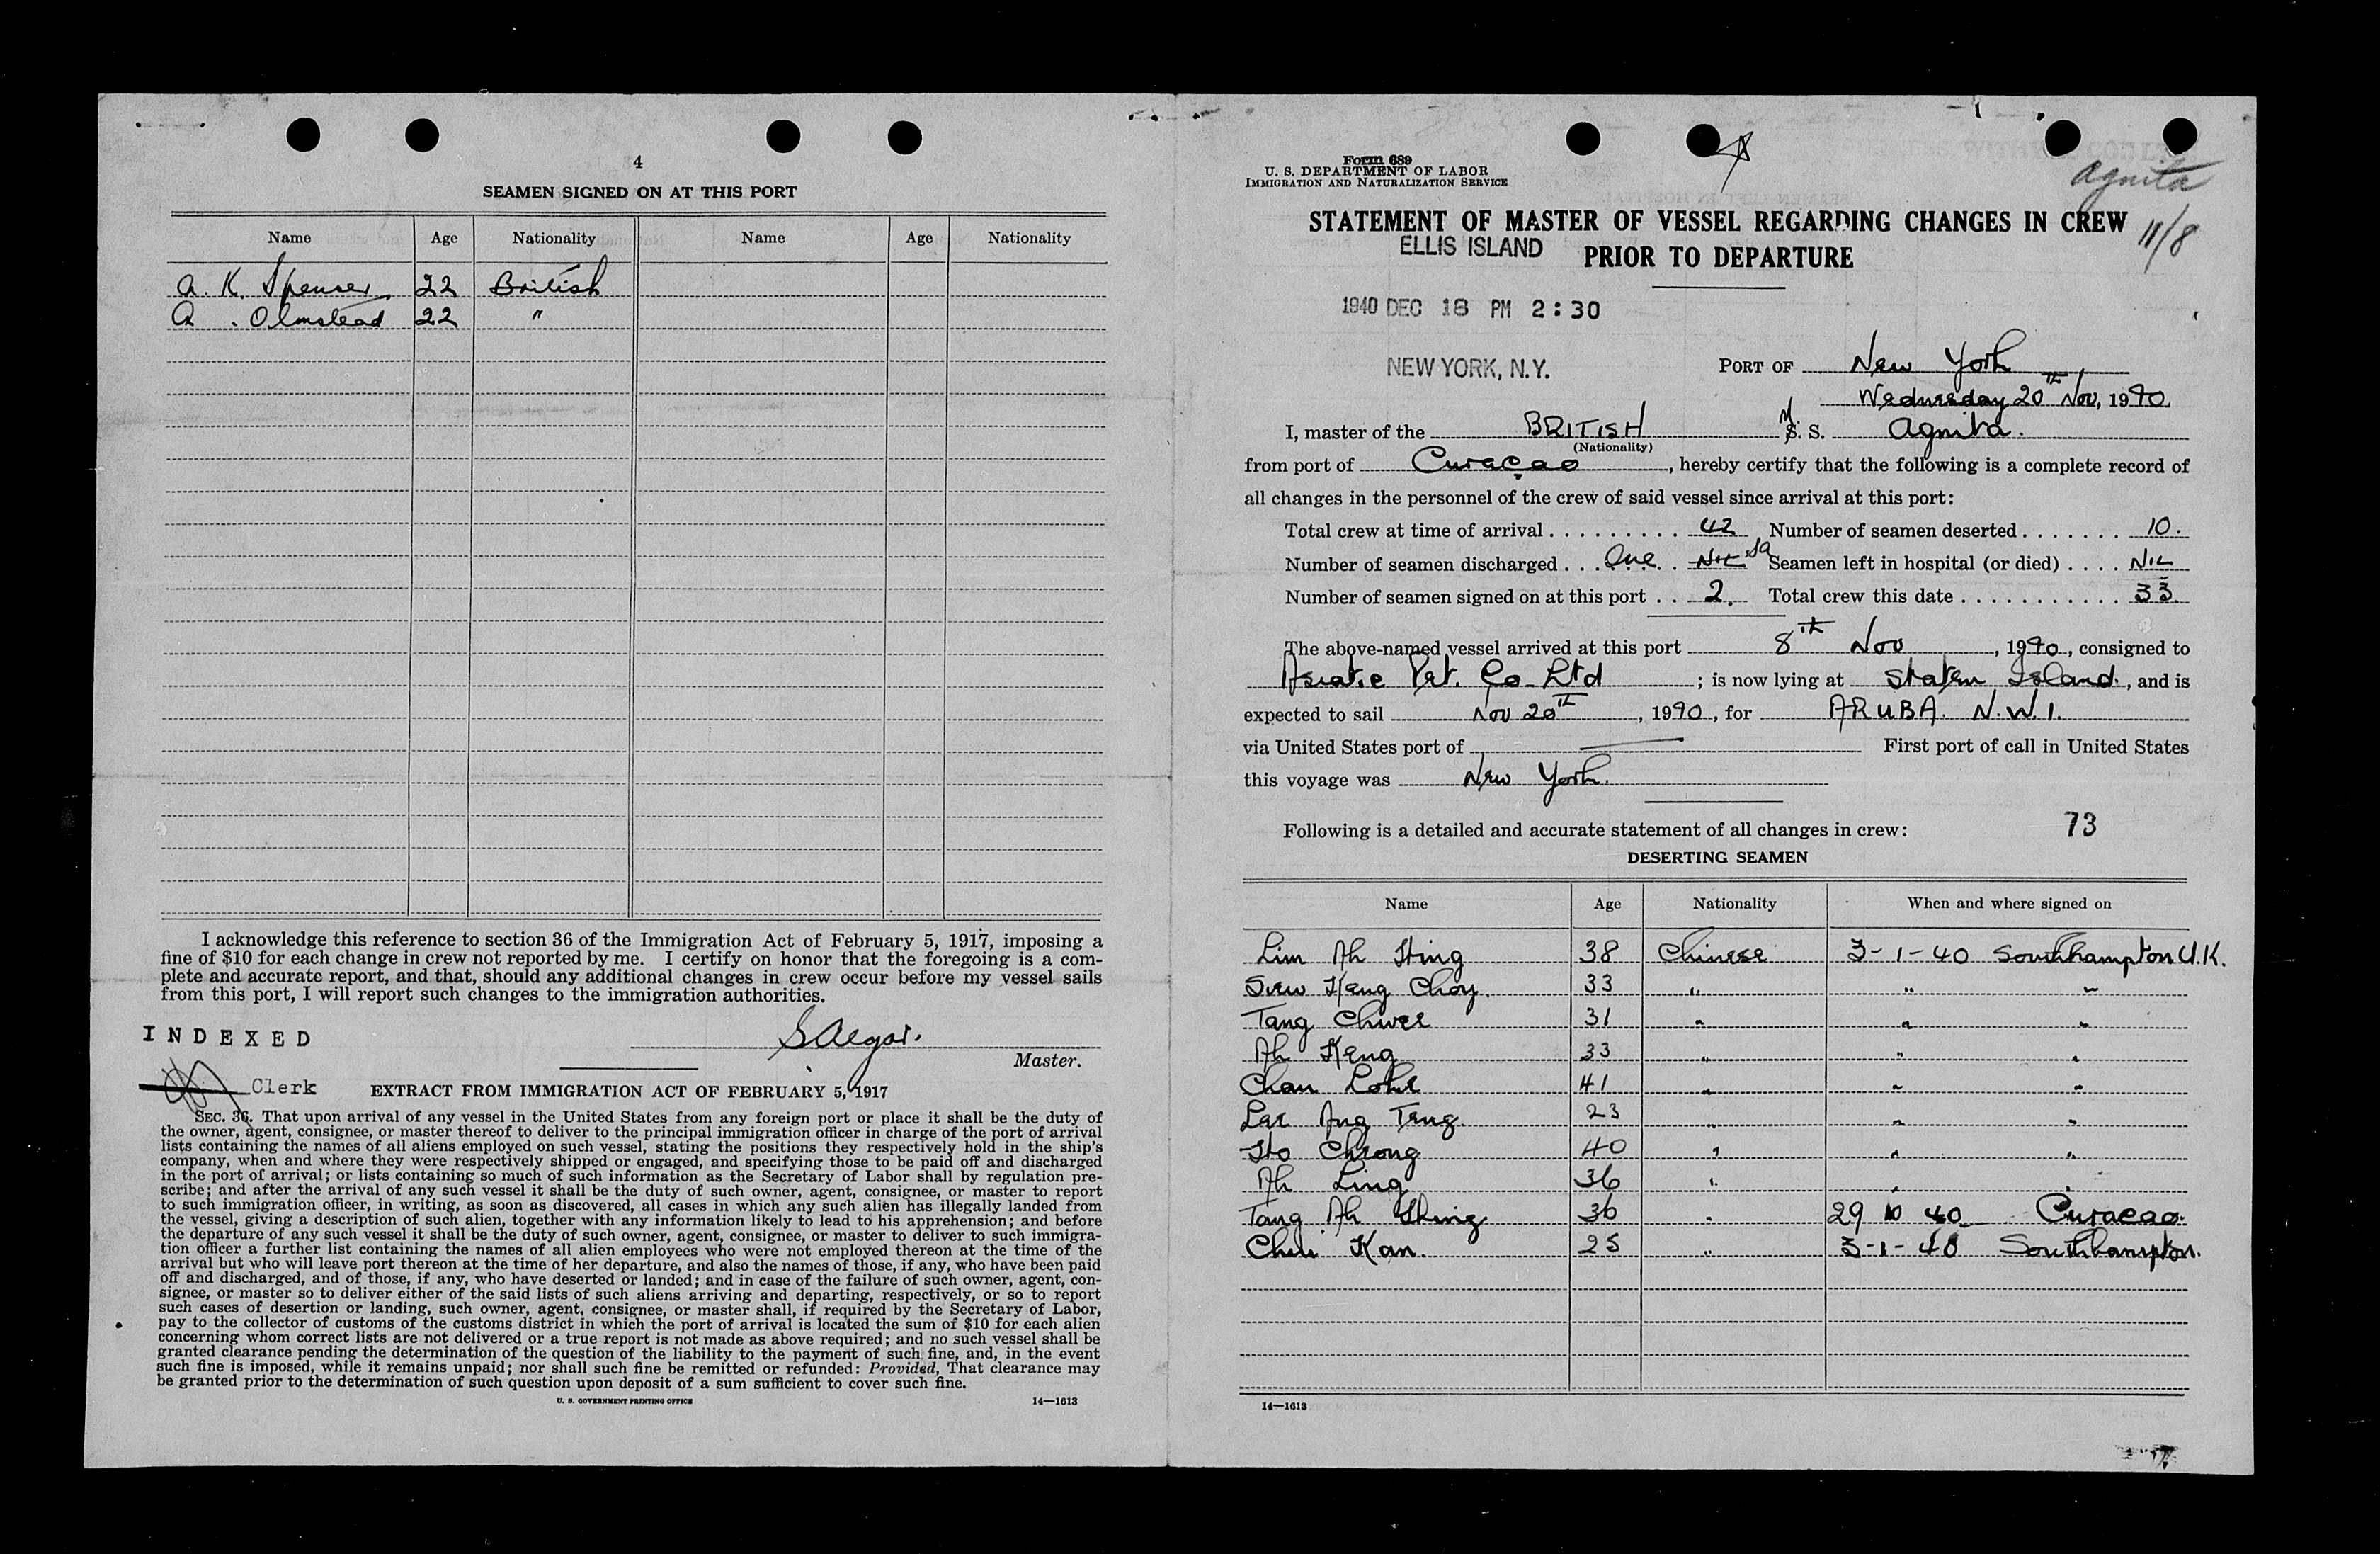 4
SEAMEN SIGNED ON AT THIS PORT
Name Age Nationality Name Age Nationality
A. K. Spenser 22 British
A . Olmstead 22 "
I acknowledge this reference to section 36 of the Immigration Act of February 5, 1917, imposing a
fine of $10 for each change in crew not reported by me. I certify on honor that the foregoing is a com-
plete and accurate report, and that, should any additional changes in crew occur before my vessel sails
from this port, I will report such changes to the immigration authorities.
INDEXED
Master.
Clerk
EXTRACT FROM IMMIGRATION ACT OF FEBRUARY 5, 1917
SEC. 36. That upon arrival of any vessel in the United States from any foreign port or place it shall be the duty of
the owner, agent, consignee, or master thereof to deliver to the principal immigration officer in charge of the port of arrival
lists containing the names of all aliens employed on such vessel, stating the positions they respectively hold in the ship's
company, when and where they were respectively shipped or engaged, and specifying those to be paid off and discharged
in the port of arrival; or lists containing so much of such information as the Secretary of Labor shall by regulation pre-
scribe; and after the arrival of any such vessel it shall be the duty of such owner, agent, consignee, or master to report
to such immigration officer, in writing, as soon as discovered, all cases in which any such alien has illegally landed from
the vessel, giving a description of such alien, together with any information likely to lead to his apprehension; and before
the departure of any such vessel it shall be the duty of such owner, agent, consignee, or master to deliver to such immigra-
tion officer a further list containing the names of all alien employees who were not employed thereon at the time of the
arrival but who will leave port thereon at the time of her departure, and also the names of those, if any, who have been paid
off and discharged, and of those, if any, who have deserted or landed; and in case of the failure of such owner, agent, con-
signee, or master so to deliver either of the said lists of such aliens arriving and departing, respectively, or so to report
such cases of desertion or landing, such owner, agent, consignee, or master shall, if required by the Secretary of Labor,
pay to the collector of customs of the customs district in which the port of arrival is located the sum of $10 for each alien
concerning whom correct lists are not delivered or a true report is not made as above required; and no such vessel shall be
granted clearance pending the determination of the question of the liability to the payment of such fine, and, in the event
such fine is imposed, while it remains unpaid; nor shall such fine be remitted or refunded: Provided, That clearance may
be granted prior to the determination of such question upon deposit of a sum sufficient to cover such fine.
U. S. GOVERNMENT PRINTING OFFICE 14—1613
Form 689
U. S. DEPARTMENT OF LABOR
IMMIGRATION AND NATURALIZATION SERVICE
Agnita
11/8
STATEMENT OF MASTER OF VESSEL REGARDING CHANGES IN CREW
PRIOR TO DEPARTURE
ELLIS ISLAND
1940 DEC 18 PM 2:30
NEW YORK, N.Y.
PORT OF New York
Wednesday 20th Nov, 1940
I, master of the BRITISH M S. S. Agnita.
(Nationality)
from port of Curaçao, hereby certify that the following is a complete record of
all changes in the personnel of the crew of said vessel since arrival at this port:
Total crew at time of arrival 42 Number of seamen deserted 10.
Number of seamen discharged One Nil Seamen left in hospital (or died) Nil
Number of seamen signed on at this port 2. Total crew this date 33
The above-named vessel arrived at this port 8th Nov, 1940, consigned to
Asiatic Pet. Co Ltd; is now lying at Staten Island, and is
expected to sail Nov 20th, 1940, for ARUBA. N.W.I.
via United States port of — First port of call in United States
this voyage was New York.
Following is a detailed and accurate statement of all changes in crew: 73
DESERTING SEAMEN
Name Age Nationality When and where signed on
Lim Ah Hing 38 Chinese 3-1-40 Southhampton U.K.
Siew Keng Choy. 33 " " "
Tang Chwee 31 " " "
Ah Keng 33 " " "
Chan Loke 41 " " "
Lee Ang Teng. 23 " " "
Ho Cheong 40 " " "
Ah Ling 36 " " "
Tang Ah Shing 36 " 29 10 40 Curacao.
Kan. 25 " 3-1-40 Southhampton.
14—1613